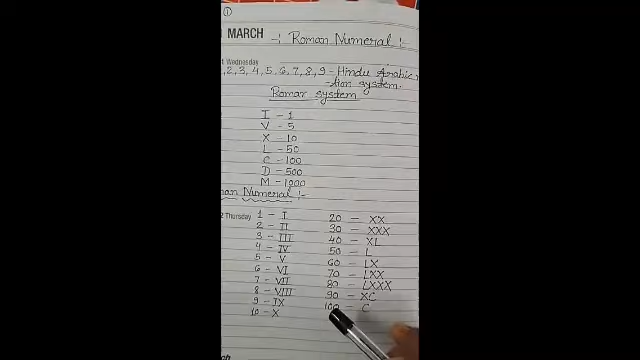 ①
MARCH -: Roman Numeral :-
Wednesday
,2,3,4,5,6,7,8,9 - Hindu Arabic
-tion system.
Roman system
I - 1
V - 5
X - 10
L - 50
C - 100
D - 500
M - 1000
man Numeral :-
2 Thursday
1 - I
2 - II
3 - III
4 - IV
5 - V
6 - VI
7 - VII
8 - VIII
9 - IX
10 - X
20 - XX
30 - XXX
40 - XL
50 - L
60 - LX
70 - LXX
80 - LXXX
90 - XC
100 - C